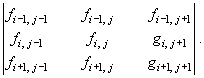 |f_{i-1, j-1} f_{i-1, j} f_{i-1, j+1}|
|f_{i, j-1} f_{i, j} g_{i, j+1}|
|f_{i+1, j-1} f_{i+1, j} g_{i+1, j+1}|.